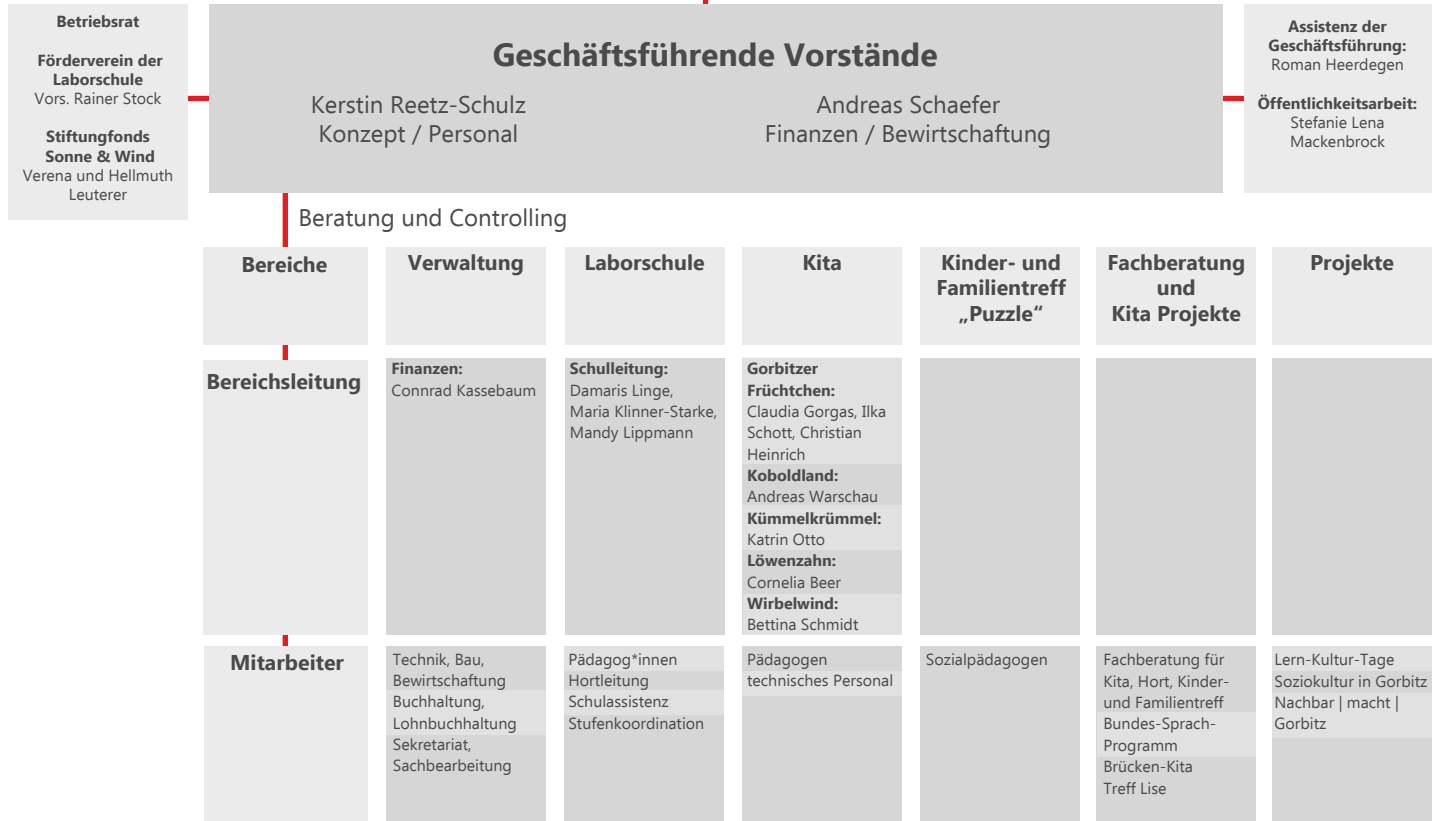 Betriebsrat
Förderverein der
Laborschule
Vors. Rainer Stock
Stiftungfonds
Sonne & Wind
Verena und Hellmuth
Leuterer
Geschäftsführende Vorstände
Kerstin Reetz-Schulz
Konzept / Personal
Andreas Schaefer
Finanzen / Bewirtschaftung
Assistenz der
Geschäftsführung:
Roman Heerdegen
Öffentlichkeitsarbeit:
Stefanie Lena
Mackenbrock
Beratung und Controlling
Bereiche
Verwaltung
Laborschule
Kita
Kinder- und
Familientreff
„Puzzle“
Fachberatung
und
Kita Projekte
Projekte
Bereichsleitung
Finanzen:
Connrad Kassebaum
Schulleitung:
Damaris Linge,
Maria Klinner-Starke,
Mandy Lippmann
Gorbitzer
Früchtchen:
Claudia Gorgas, Ilka
Schott, Christian
Heinrich
Koboldland:
Andreas Warschau
Kümmelkrümmel:
Katrin Otto
Löwenzahn:
Cornelia Beer
Wirbelwind:
Bettina Schmidt
Mitarbeiter
Technik, Bau,
Bewirtschaftung
Buchhaltung,
Lohnbuchhaltung
Sekretariat,
Sachbearbeitung
Pädagog*innen
Hortleitung
Schulassistenz
Stufenkoordination
Pädagogen
technisches Personal
Sozialpädagogen
Fachberatung für
Kita, Hort, Kinder-
und Familientreff
Bundes-Sprach-
Programm
Brücken-Kita
Treff Lise
Lern-Kultur-Tage
Soziokultur in Gorbitz
Nachbar | macht |
Gorbitz